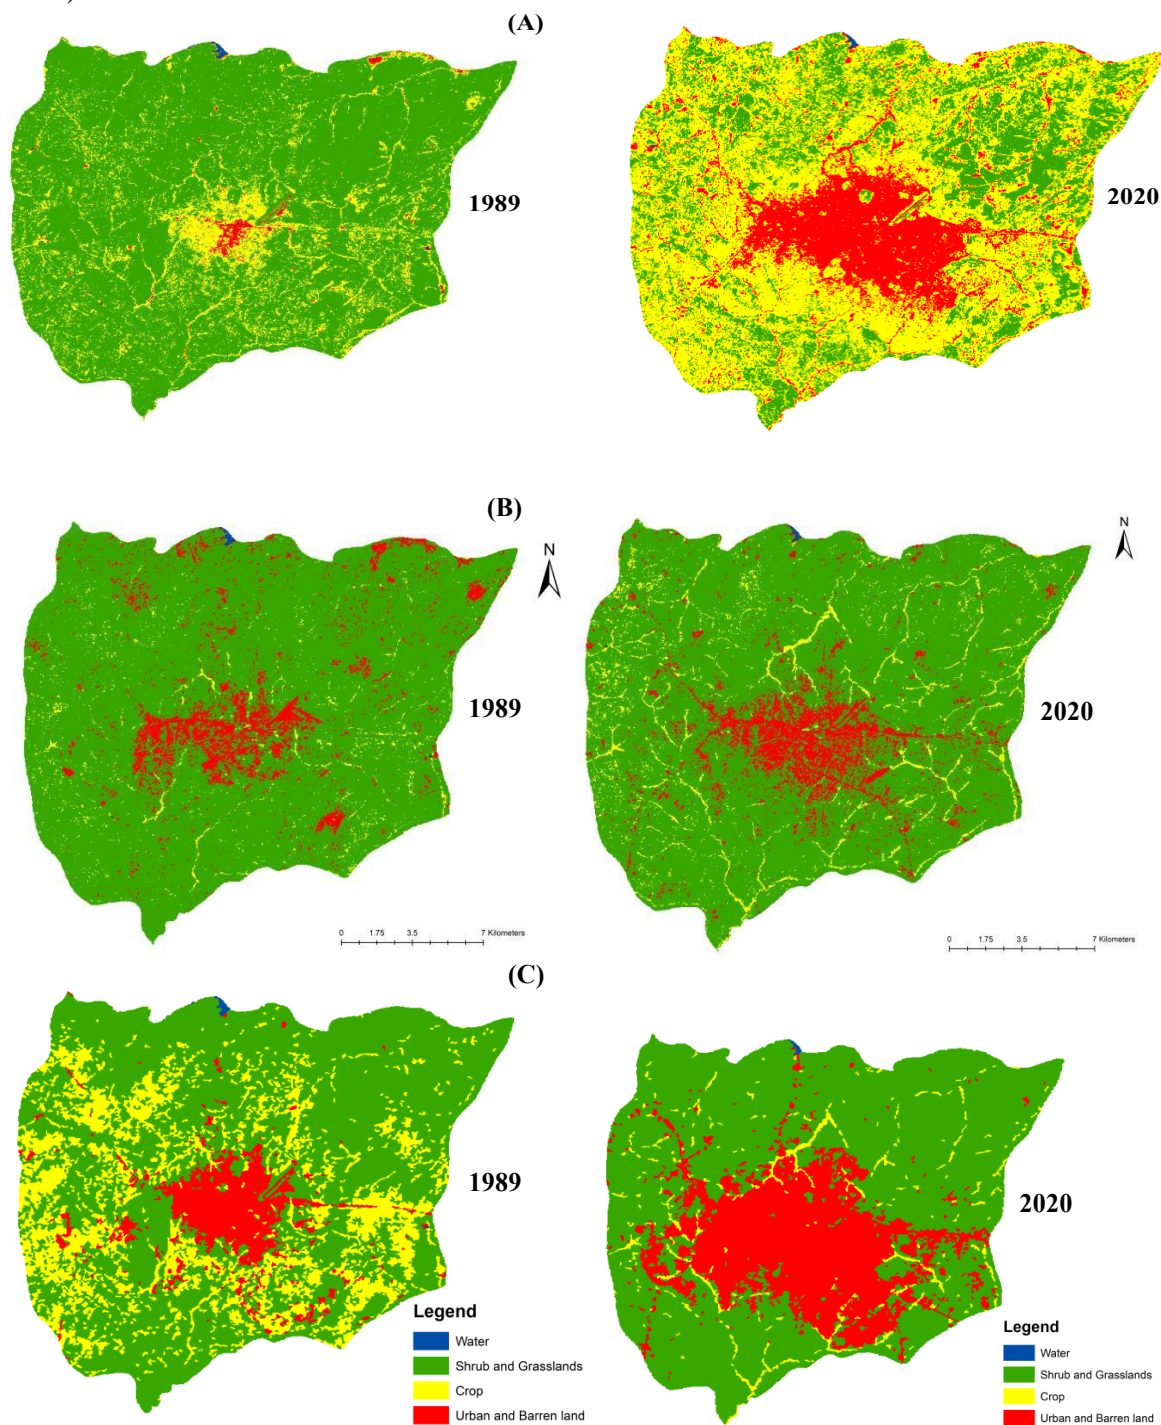 )
(A)
1989
2020
(B)
N
N
1989
2020
0 1.75 3.5 7 Kilometers
0 1.75 3.5 7 Kilometers
(C)
1989
2020
Legend
Water
Shrub and Grasslands
Crop
Urban and Barren land
Legend
Water
Shrub and Grasslands
Crop
Urban and Barren land